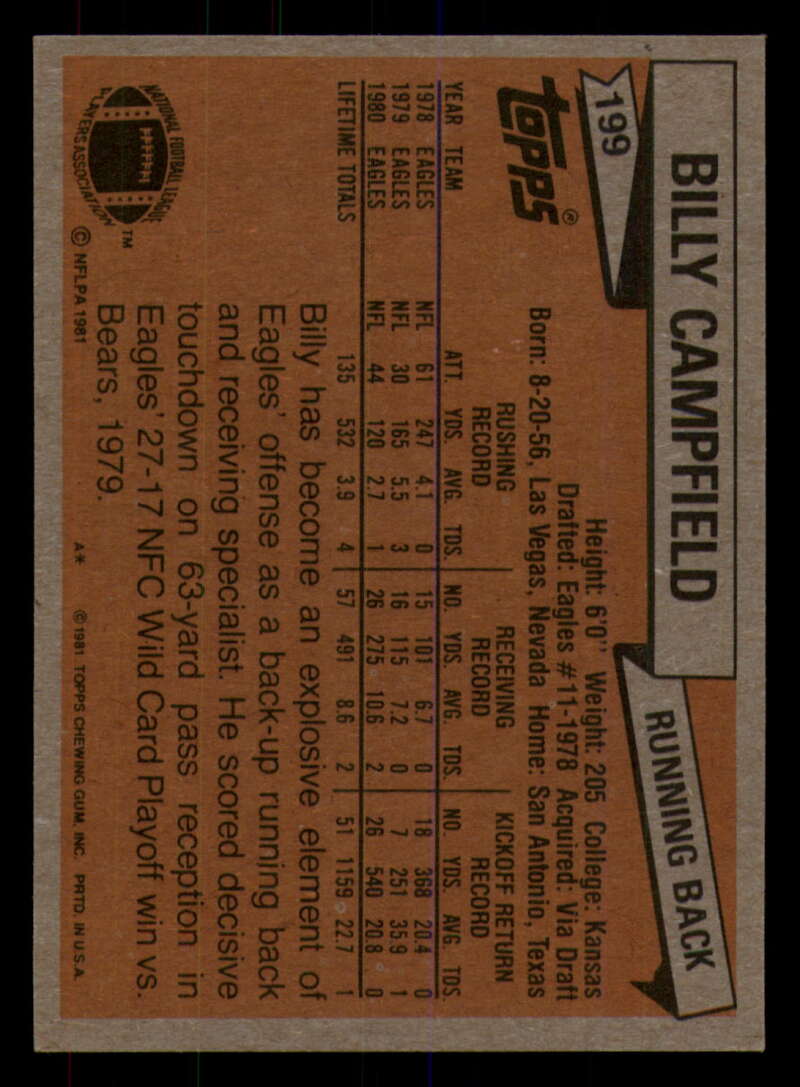 199
BILLY CAMPFIELD
RUNNING BACK
TOPPS®
Height: 6'0" Weight: 205 College: Kansas
Drafted: Eagles #11-1978 Acquired: Via Draft
Born: 8-20-56, Las Vegas, Nevada Home: San Antonio, Texas
RUSHING RECORD RECEIVING RECORD KICKOFF RETURN RECORD
YEAR TEAM ATT. YDS. AVG. TDS. NO. YDS. AVG. TDS. NO. YDS. AVG. TDS.
1978 EAGLES NFL 61 247 4.1 0 15 101 6.7 0 18 368 20.4 0
1979 EAGLES NFL 30 165 5.5 3 16 115 7.2 0 7 251 35.9 1
1980 EAGLES NFL 44 120 2.7 1 26 275 10.6 2 26 540 20.8 0
LIFETIME TOTALS 135 532 3.9 4 57 491 8.6 2 51 1159 22.7 1
Billy has become an explosive element of
Eagles' offense as a back-up running back
and receiving specialist. He scored decisive
touchdown on 63-yard pass reception in
Eagles' 27-17 NFC Wild Card Playoff win vs.
Bears, 1979.
NATIONAL FOOTBALL LEAGUE
PLAYERS ASSOCIATION
™
© NFLPA 1981
A* © 1981 TOPPS CHEWING GUM, INC. PRTD. IN U.S.A.